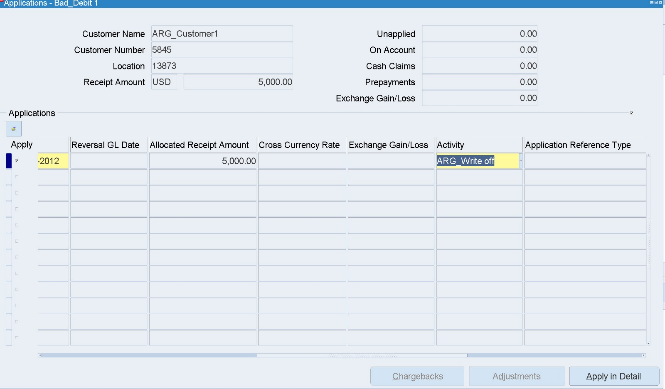 Applications - Bad_Debit 1
Customer Name ARG_Customer1 Unapplied 0.00
Customer Number 5845 On Account 0.00
Location 13873 Cash Claims 0.00
Receipt Amount USD 5,000.00 Prepayments 0.00
Exchange Gain/Loss 0.00
Applications
Apply Reversal GL Date Allocated Receipt Amount Cross Currency Rate Exchange Gain/Loss Activity Application Reference Type
-2012 5,000.00 ARG_Write off
Chargebacks Adjustments Apply in Detail